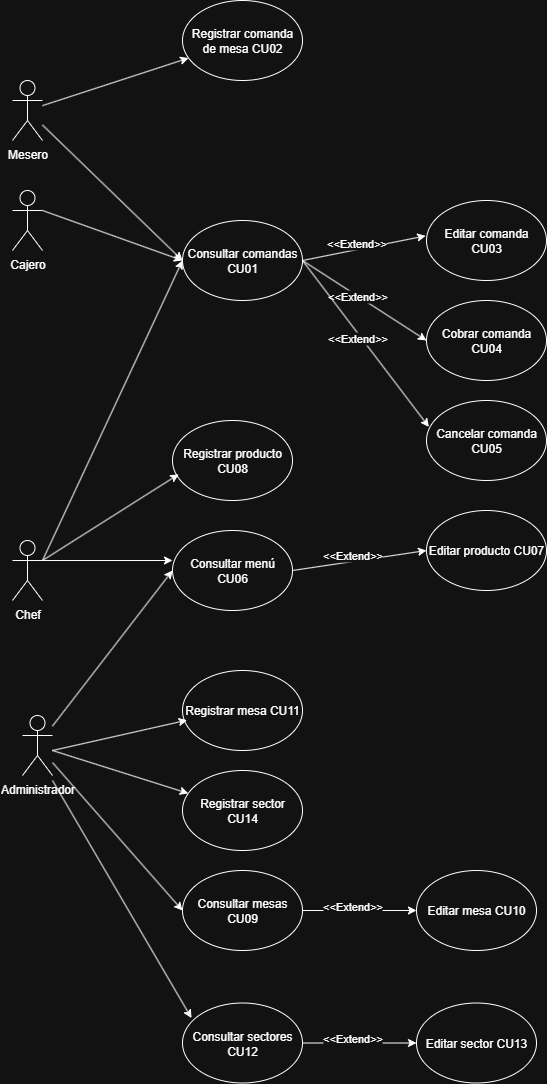 Registrar comanda
de mesa CU02
Mesero
Cajero
Consultar comandas
CU01
<<Extend>>
Editar comanda
CU03
<<Extend>>
Cobrar comanda
CU04
<<Extend>>
Cancelar comanda
CU05
Registrar producto
CU08
Chef
Consultar menú
CU06
<<Extend>>
Editar producto CU07
Registrar mesa CU11
Administrador
Registrar sector
CU14
Consultar mesas
CU09
<<Extend>>
Editar mesa CU10
Consultar sectores
CU12
<<Extend>>
Editar sector CU13